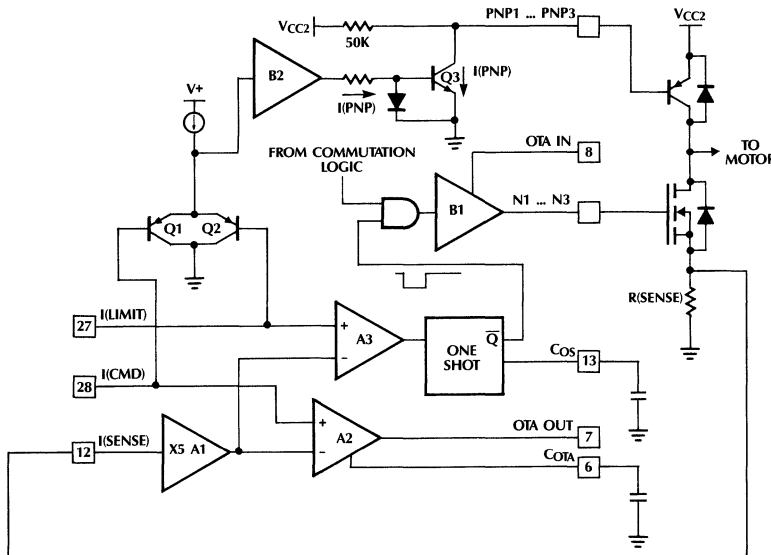 VCC2
50K
PNP1 ... PNP3
VCC2
V+
B2
Q3
I(PNP)
I(PNP)
FROM COMMUTATION
LOGIC
OTA IN
8
TO
MOTOR
B1
N1 ... N3
Q1
Q2
R(SENSE)
27
I(LIMIT)
+
A3
−
ONE
SHOT
Q̅
COS
13
28
I(CMD)
+
A2
−
OTA OUT
7
12
I(SENSE)
X5 A1
COTA
6